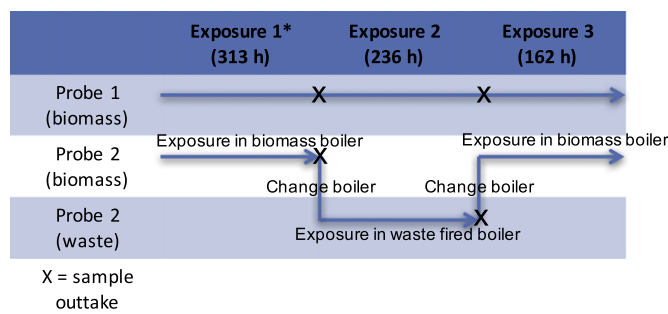 Exposure 1* Exposure 2 Exposure 3
(313 h) (236 h) (162 h)
Probe 1
(biomass)
X X
Exposure in biomass boiler Exposure in biomass boiler
Probe 2
(biomass)
X
Change boiler Change boiler
Probe 2
(waste)
X
Exposure in waste fired boiler
X = sample
outtake